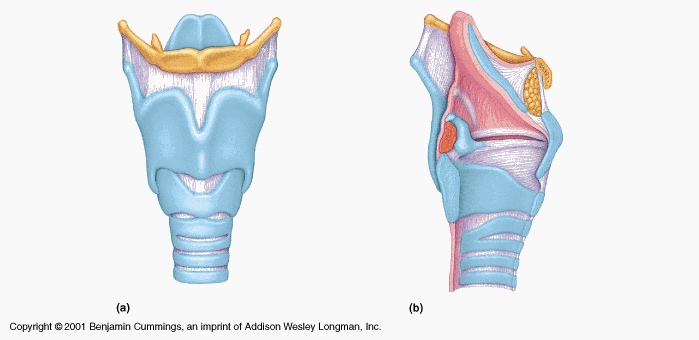 (a) (b)
Copyright © 2001 Benjamin Cummings, an imprint of Addison Wesley Longman, Inc.